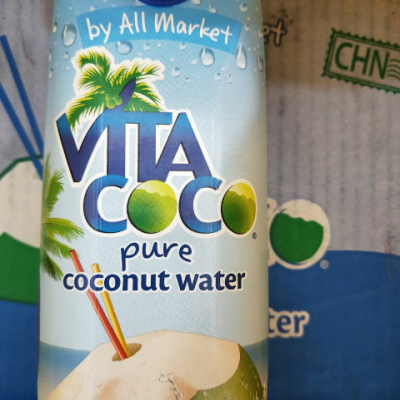 by All Market
VITA
COCO
®
pure
coconut water
CHN
®
ter